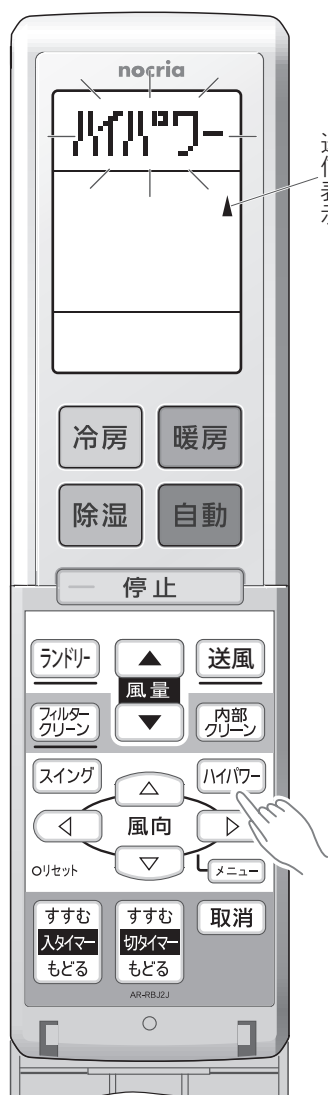 nocria
ハイパワー
冷房 暖房
除湿 自動
停止
ランドリー ▲ 送風
風量
フィルター
クリーン ▼ 内部
クリーン
スイング △ ハイパワー
◁ 風向 ▷
○リセット ▽ メニュー
すすむ すすむ 取消
入タイマー 切タイマー
もどる もどる
AR-RBJ2J